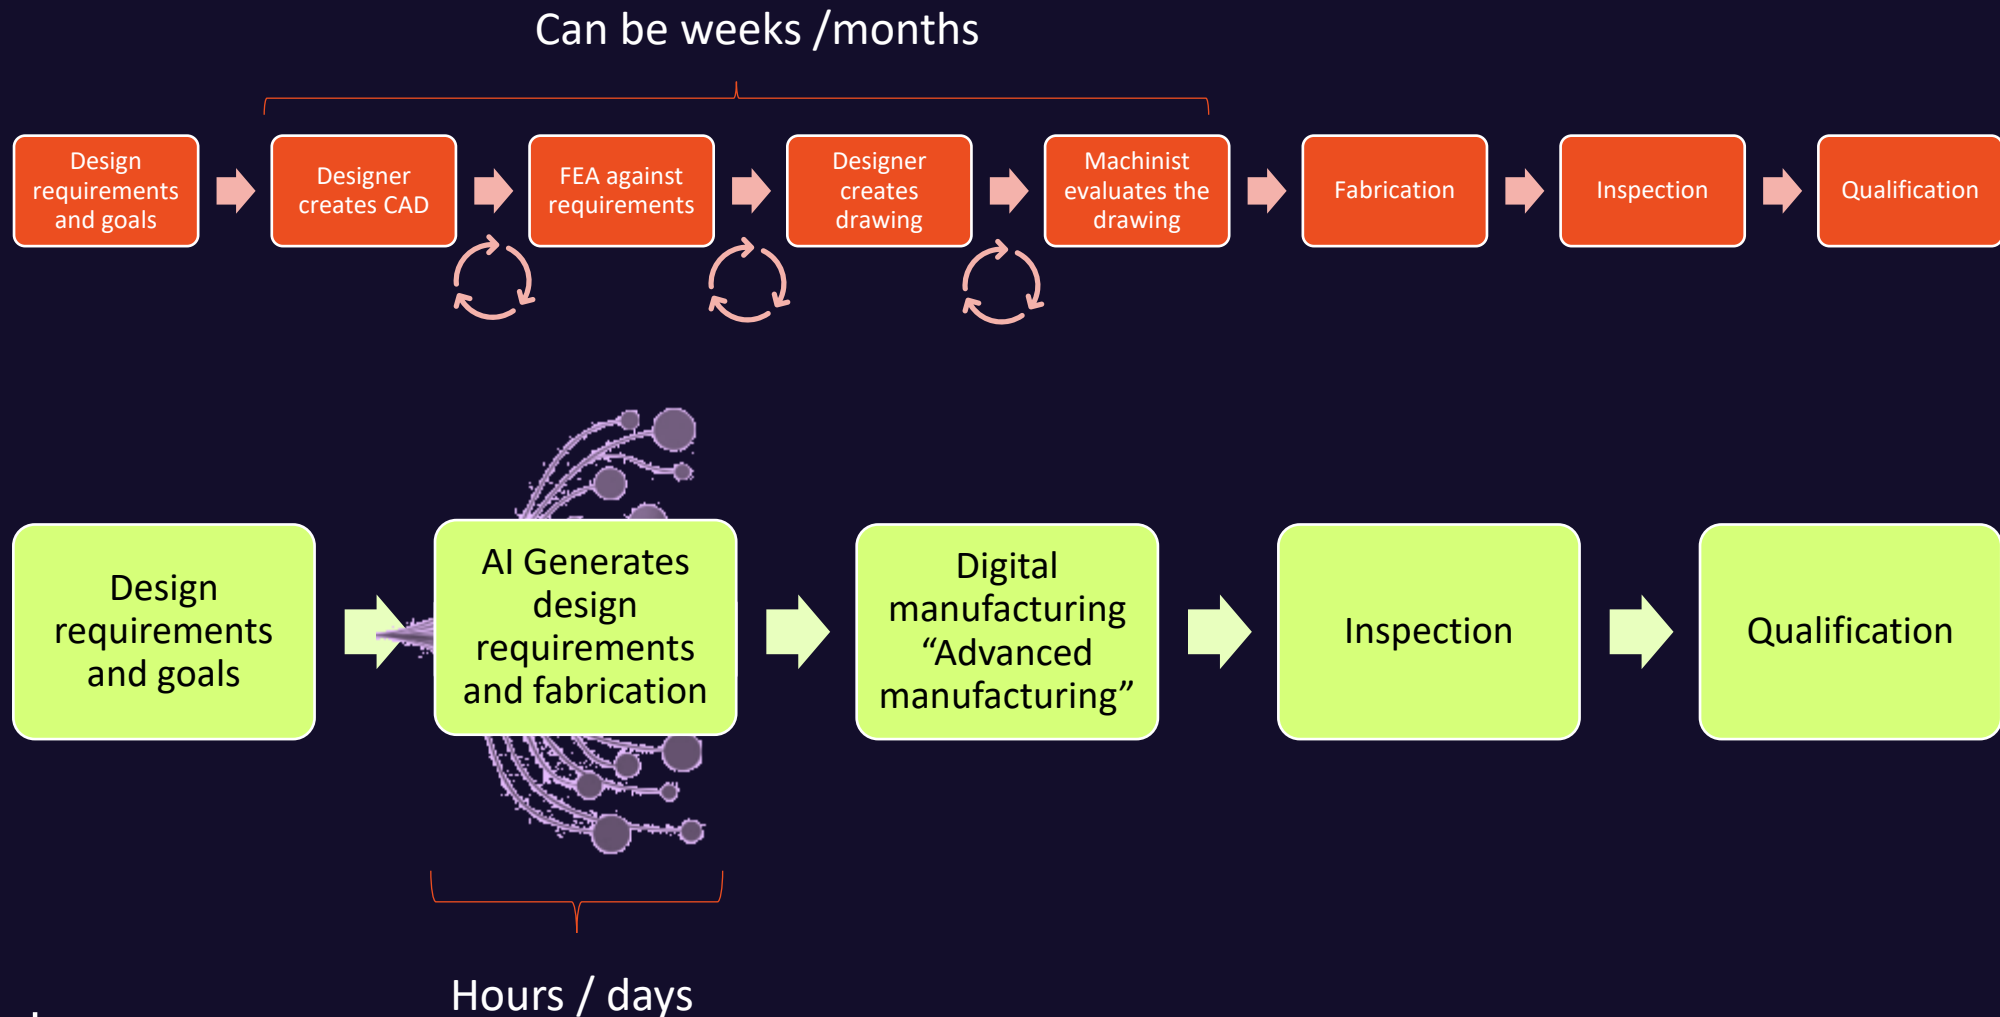 Can be weeks /months
Design
requirements
and goals
Designer
creates CAD
FEA against
requirements
Designer
creates
drawing
Machinist
evaluates the
drawing
Fabrication
Inspection
Qualification
Design
requirements
and goals
AI Generates
design
requirements
and fabrication
Digital
manufacturing
“Advanced
manufacturing”
Inspection
Qualification
Hours / days